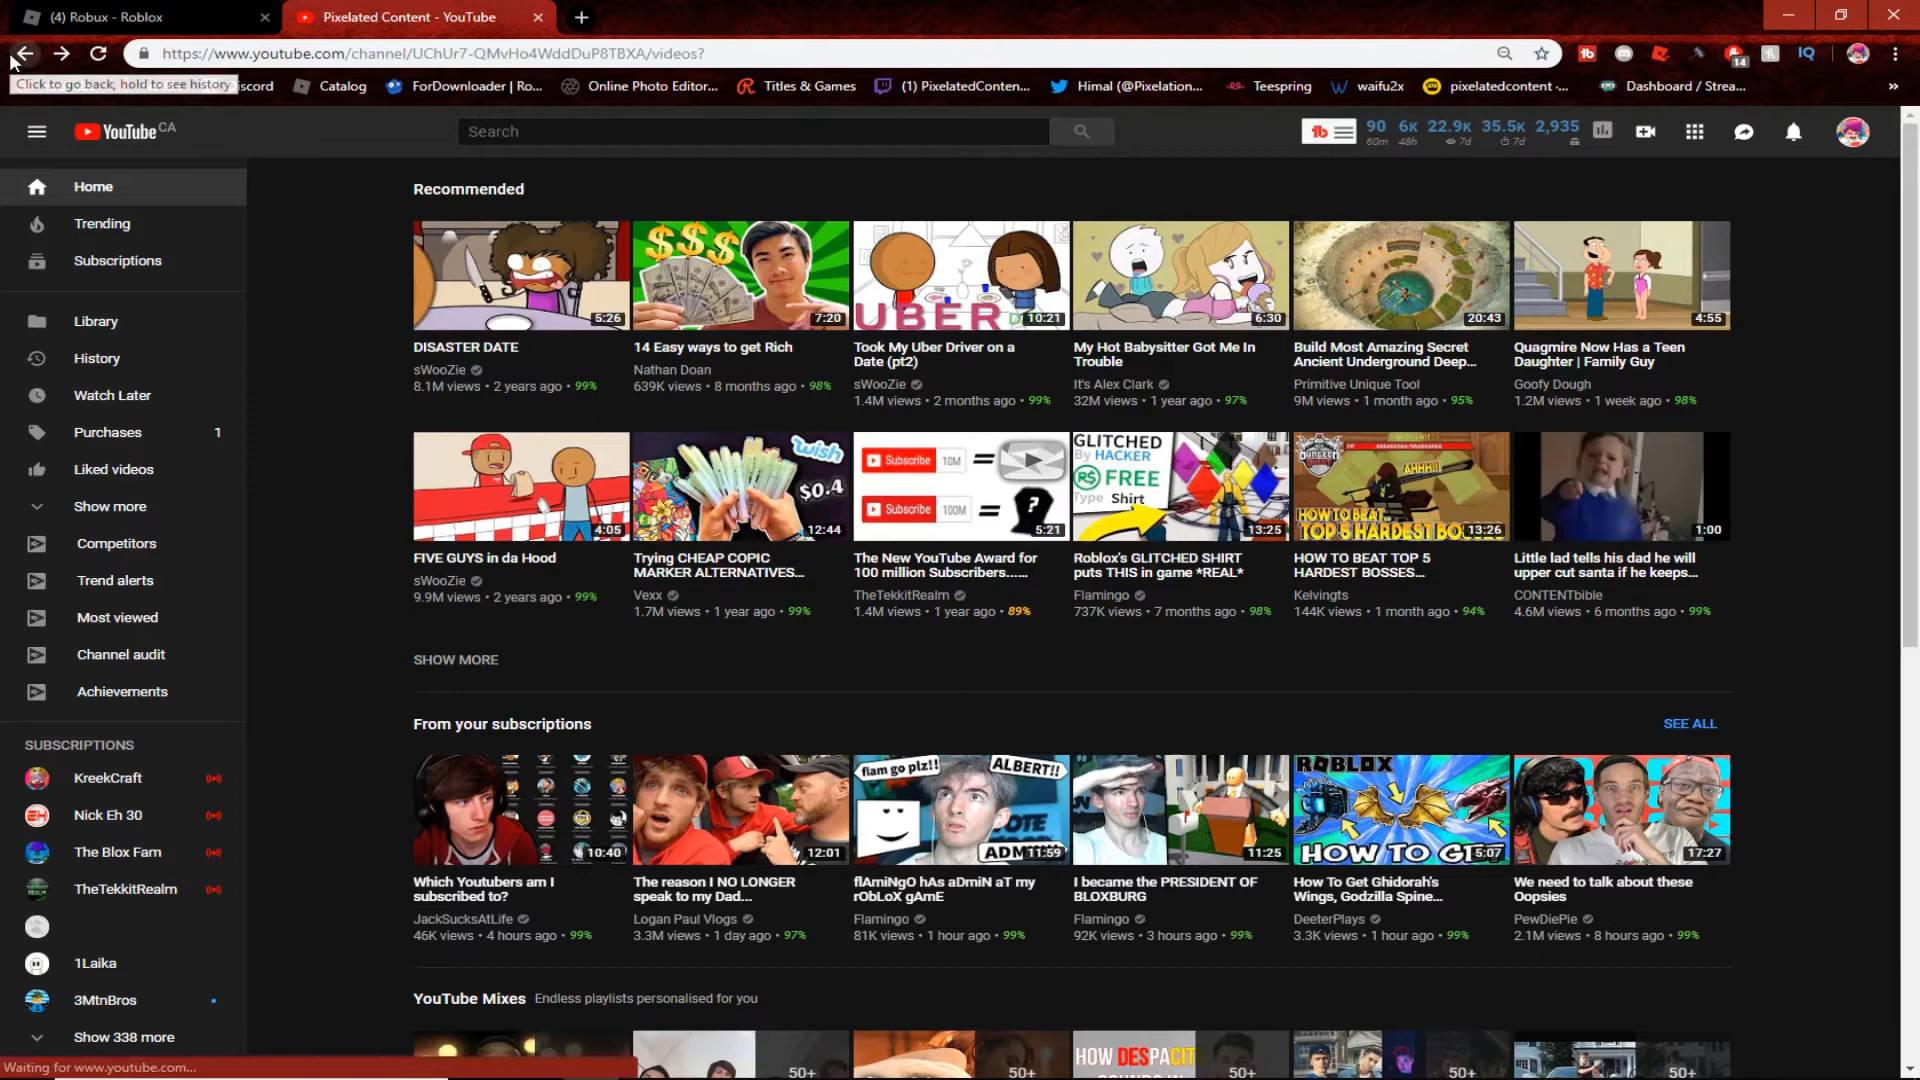 (4) Robux - Roblox
Pixelated Content - YouTube
https://www.youtube.com/channel/UChUr7-QMvHo4WddDuP8TBXA/videos?
14
IQ
Click to go back, hold to see history
iscord
Catalog
ForDownloader | Ro...
Online Photo Editor...
Titles & Games
(1) PixelatedConten...
Himal (@Pixelation...
Teespring
waifu2x
pixelatedcontent -...
Dashboard / Strea...
YouTube CA
Search
tb
90 6K 22.9K 35.5K 2,935
60m 48h 7d 7d
Home
Trending
Subscriptions
Library
History
Watch Later
Purchases 1
Liked videos
Show more
Competitors
Trend alerts
Most viewed
Channel audit
Achievements
SUBSCRIPTIONS
KreekCraft
Nick Eh 30
The Blox Fam
TheTekkitRealm
1Laika
3MtnBros
Show 338 more
Waiting for www.youtube.com...
Recommended
5:26
DISASTER DATE
sWooZie
8.1M views • 2 years ago • 99%
$$$
7:20
14 Easy ways to get Rich
Nathan Doan
639K views • 8 months ago • 98%
UBER
10:21
Took My Uber Driver on a
Date (pt2)
sWooZie
1.4M views • 2 months ago • 99%
6:30
My Hot Babysitter Got Me In
Trouble
It's Alex Clark
32M views • 1 year ago • 97%
20:43
Build Most Amazing Secret
Ancient Underground Deep...
Primitive Unique Tool
9M views • 1 month ago • 95%
4:55
Quagmire Now Has a Teen
Daughter | Family Guy
Goofy Dough
1.2M views • 1 week ago • 98%
4:05
FIVE GUYS in da Hood
sWooZie
9.9M views • 2 years ago • 99%
wish
$0.4
12:44
Trying CHEAP COPIC
MARKER ALTERNATIVES...
Vexx
1.7M views • 1 year ago • 99%
Subscribe 10M =
Subscribe 100M = ?
5:21
The New YouTube Award for
100 million Subscribers......
TheTekkitRealm
1.4M views • 1 year ago • 89%
GLITCHED
By HACKER
R$ FREE
Type Shirt
13:25
Roblox's GLITCHED SHIRT
puts THIS in game *REAL*
Flamingo
737K views • 7 months ago • 98%
DUNGEON QUEST
AHHH!!
HOW TO BEAT
TOP 5 HARDEST BO
13:26
HOW TO BEAT TOP 5
HARDEST BOSSES...
Kelvingts
144K views • 1 month ago • 94%
1:00
Little lad tells his dad he will
upper cut santa if he keeps...
CONTENTbible
4.6M views • 6 months ago • 99%
SHOW MORE
From your subscriptions
SEE ALL
10:40
Which Youtubers am I
subscribed to?
JackSucksAtLife
46K views • 4 hours ago • 99%
12:01
The reason I NO LONGER
speak to my Dad...
Logan Paul Vlogs
3.3M views • 1 day ago • 97%
flam go plz!!
ALBERT!!
OTE
ADM
11:59
flAmiNgO hAs aDmiN aT my
rObLoX gAmE
Flamingo
81K views • 1 hour ago • 99%
11:25
I became the PRESIDENT OF
BLOXBURG
Flamingo
92K views • 3 hours ago • 99%
ROBLOX
HOW TO GET
5:07
How To Get Ghidorah's
Wings, Godzilla Spine...
DeeterPlays
3.3K views • 1 hour ago • 99%
17:27
We need to talk about these
Oopsies
PewDiePie
2.1M views • 8 hours ago • 99%
YouTube Mixes Endless playlists personalised for you
50+
50+
HOW DESPACIT
50+
50+
50+